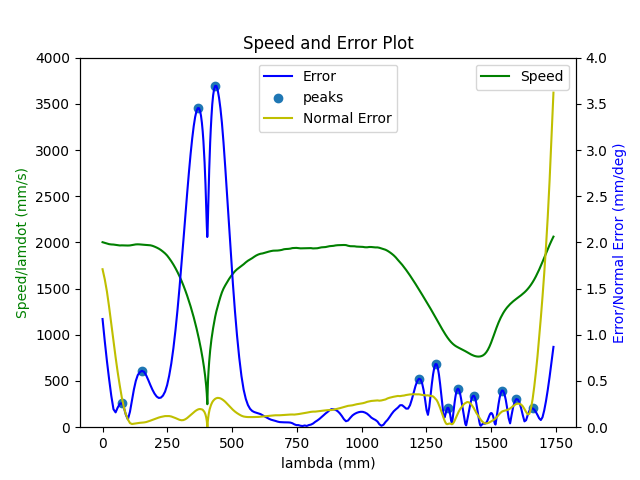 Speed and Error Plot
Error
peaks
Normal Error
Speed
Speed/lamdot (mm/s)
4000
3500
3000
2500
2000
1500
1000
500
0
4.0
3.5
3.0
2.5
2.0
1.5
1.0
0.5
0.0
Error/Normal Error (mm/deg)
0 250 500 750 1000 1250 1500 1750
lambda (mm)